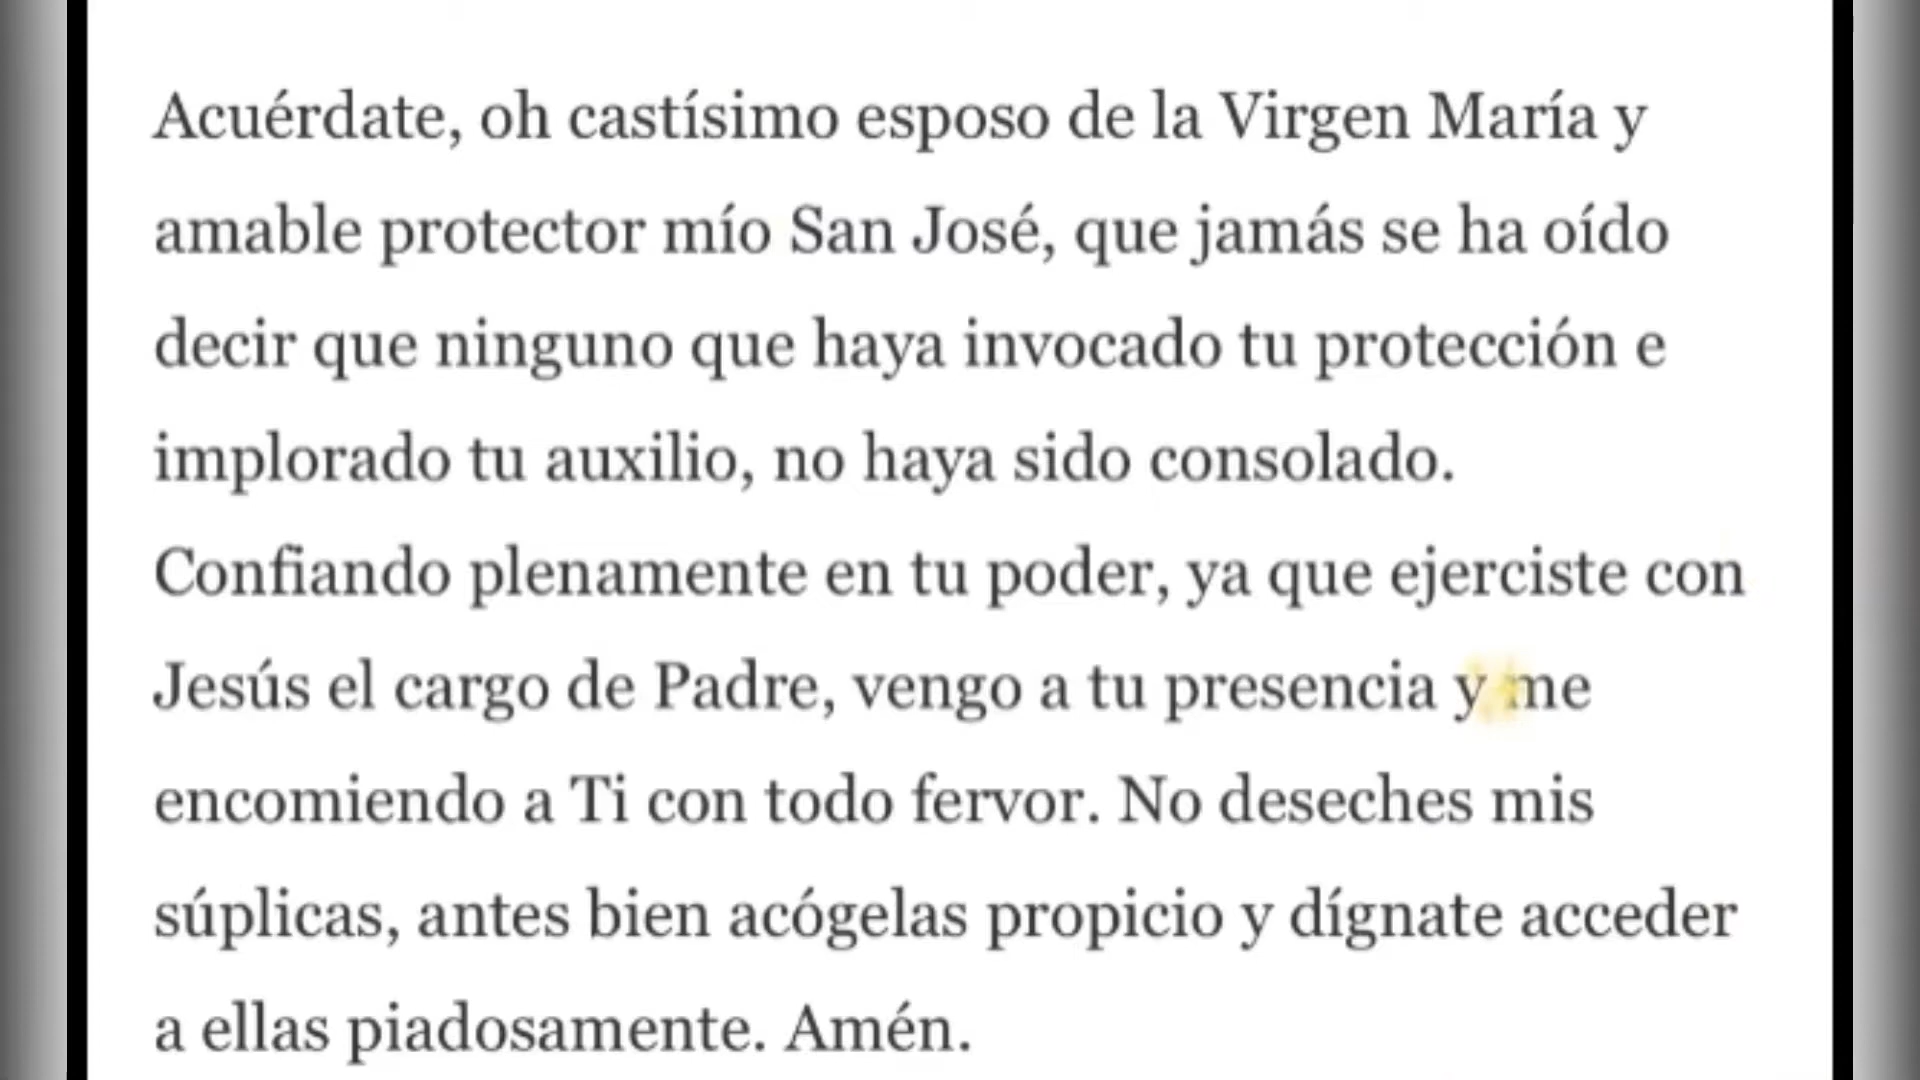 Acuérdate, oh castísimo esposo de la Virgen María y
amable protector mío San José, que jamás se ha oído
decir que ninguno que haya invocado tu protección e
implorado tu auxilio, no haya sido consolado.
Confiando plenamente en tu poder, ya que ejerciste con
Jesús el cargo de Padre, vengo a tu presencia y me
encomiendo a Ti con todo fervor. No deseches mis
súplicas, antes bien acógelas propicio y dígnate acceder
a ellas piadosamente. Amén.